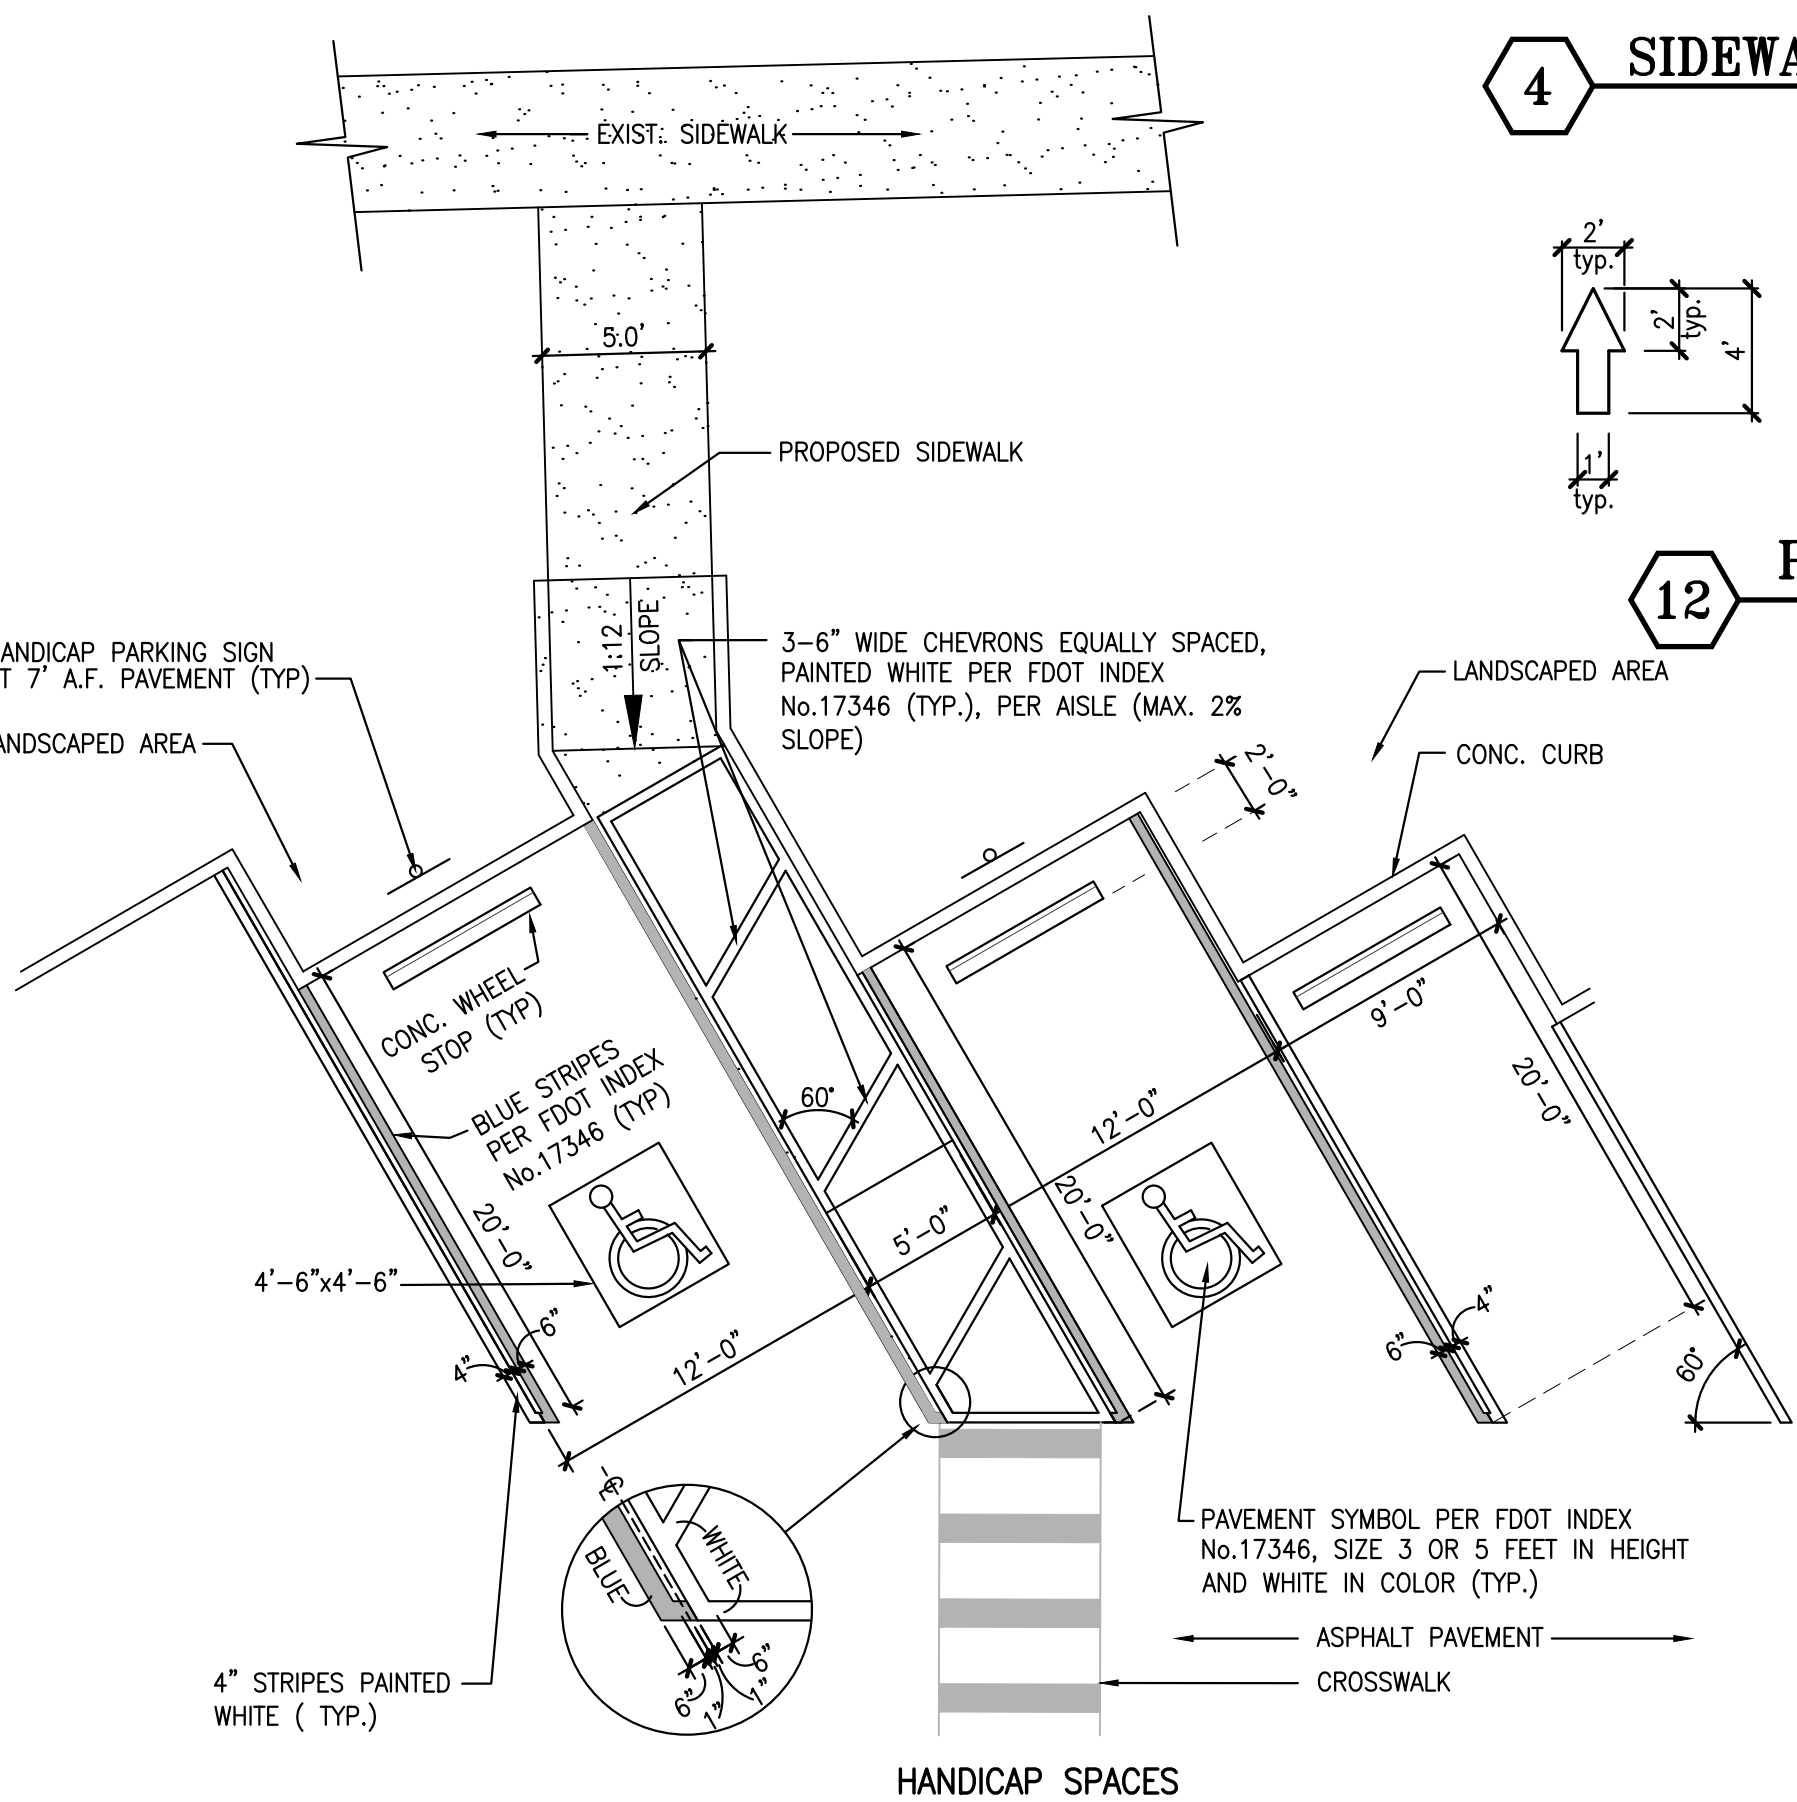 4
SIDEWA
EXIST. SIDEWALK
2'
typ.
2'
typ.
4'
1'
typ.
5.0'
PROPOSED SIDEWALK
12
1:12
SLOPE
ANDICAP PARKING SIGN
T 7' A.F. PAVEMENT (TYP)
ANDSCAPED AREA
3-6" WIDE CHEVRONS EQUALLY SPACED,
PAINTED WHITE PER FDOT INDEX
No.17346 (TYP.), PER AISLE (MAX. 2%
SLOPE)
LANDSCAPED AREA
CONC. CURB
2'-0"
CONC. WHEEL
STOP (TYP)
BLUE STRIPES
PER FDOT INDEX
No.17346 (TYP)
60°
9'-0"
12'-0"
20'-0"
20'-0"
20'-0"
5'-0"
4'-6"x4'-6"
6"
4"
12'-0"
4"
6"
60°
6"
WHITE
BLUE
6"
6"
1"
1"
PAVEMENT SYMBOL PER FDOT INDEX
No.17346, SIZE 3 OR 5 FEET IN HEIGHT
AND WHITE IN COLOR (TYP.)
ASPHALT PAVEMENT
CROSSWALK
4" STRIPES PAINTED
WHITE ( TYP.)
HANDICAP SPACES